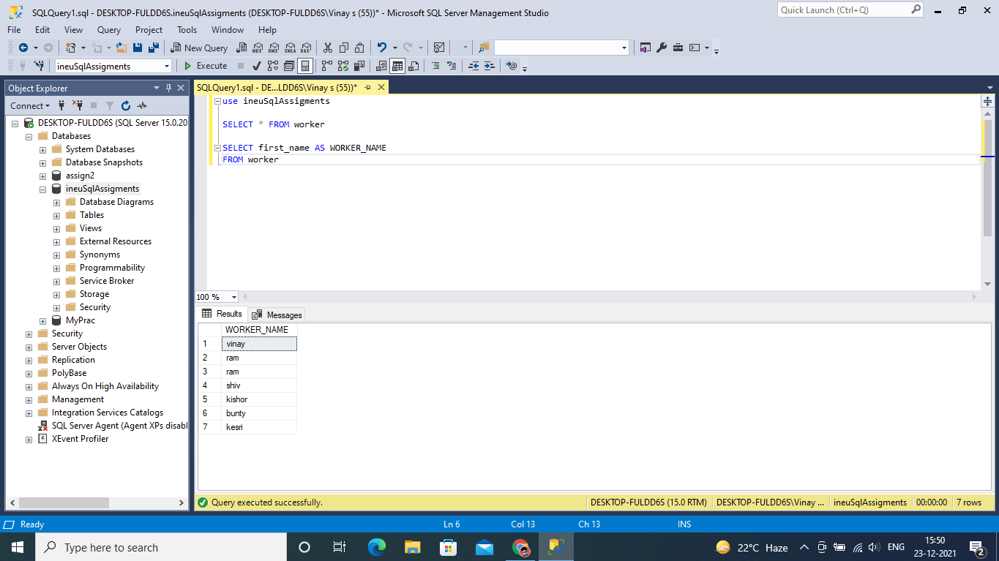 SQLQuery1.sql - DESKTOP-FULDD6S.ineuSqlAssigments (DESKTOP-FULDD6S\Vinay s (55))* - Microsoft SQL Server Management Studio
Quick Launch (Ctrl+Q)
File Edit View Query Project Tools Window Help
New Query MDX DMX XMLA DAX
ineuSqlAssigments Execute
Object Explorer
Connect
DESKTOP-FULDD6S (SQL Server 15.0.20
Databases
System Databases
Database Snapshots
assign2
ineuSqlAssigments
Database Diagrams
Tables
Views
External Resources
Synonyms
Programmability
Service Broker
Storage
Security
MyPrac
Security
Server Objects
Replication
PolyBase
Always On High Availability
Management
Integration Services Catalogs
SQL Server Agent (Agent XPs disabl
XEvent Profiler
SQLQuery1.sql - DE...LDD6S\Vinay s (55))*
use ineuSqlAssigments
SELECT * FROM worker
SELECT first_name AS WORKER_NAME
FROM worker
100 %
Results Messages
WORKER_NAME
1 vinay
2 ram
3 ram
4 shiv
5 kishor
6 bunty
7 kesri
Query executed successfully. DESKTOP-FULDD6S (15.0 RTM) DESKTOP-FULDD6S\Vinay ... ineuSqlAssigments 00:00:00 7 rows
Ready Ln 6 Col 13 Ch 13 INS
Type here to search
22°C Haze ENG
15:50
23-12-2021
2